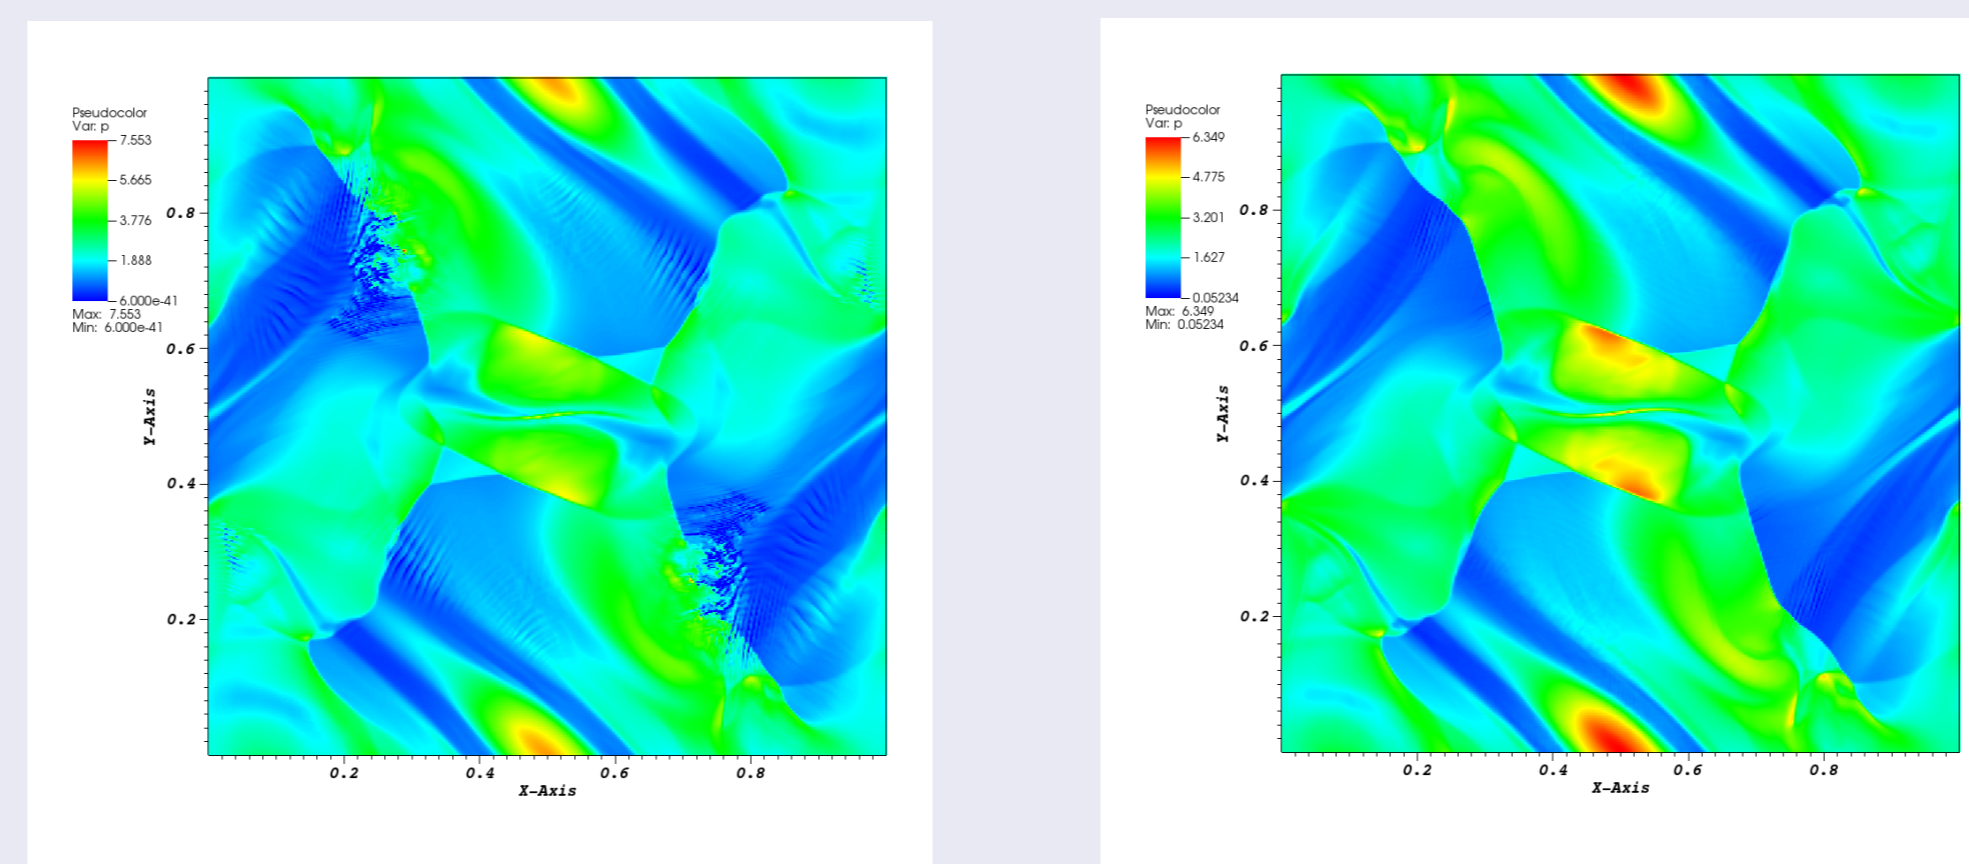 Pseudocolor
Var: p
7.553
5.665
3.776
1.888
6.000e-41
Max: 7.553
Min: 6.000e-41
0.8
0.6
0.4
0.2
Y-Axis
0.2 0.4 0.6 0.8
X-Axis
Pseudocolor
Var: p
6.349
4.775
3.201
1.627
0.05234
Max: 6.349
Min: 0.05234
0.8
0.6
0.4
0.2
Y-Axis
0.2 0.4 0.6 0.8
X-Axis